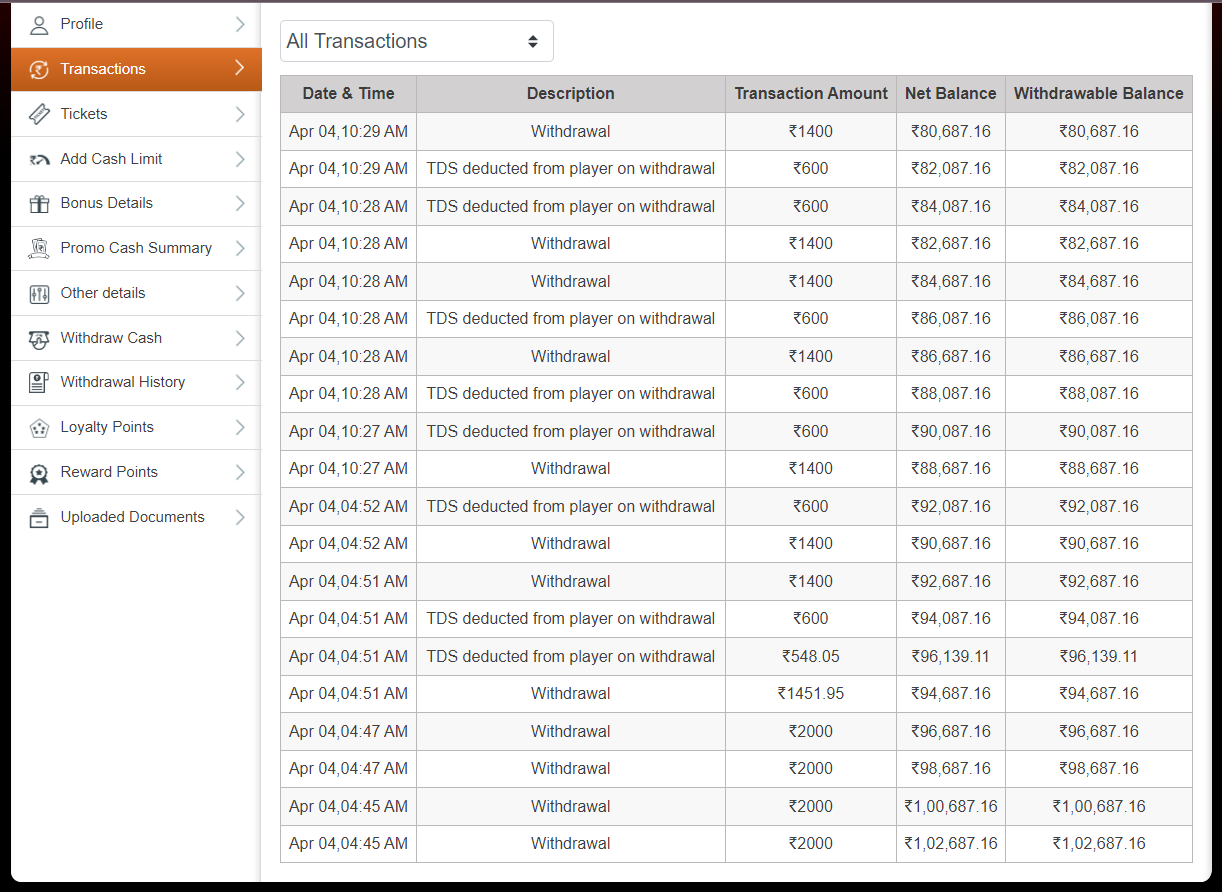 Profile
Transactions
Tickets
Add Cash Limit
Bonus Details
Promo Cash Summary
Other details
Withdraw Cash
Withdrawal History
Loyalty Points
Reward Points
Uploaded Documents
All Transactions
Date & Time Description Transaction Amount Net Balance Withdrawable Balance
Apr 04,10:29 AM Withdrawal ₹1400 ₹80,687.16 ₹80,687.16
Apr 04,10:29 AM TDS deducted from player on withdrawal ₹600 ₹82,087.16 ₹82,087.16
Apr 04,10:28 AM TDS deducted from player on withdrawal ₹600 ₹84,087.16 ₹84,087.16
Apr 04,10:28 AM Withdrawal ₹1400 ₹82,687.16 ₹82,687.16
Apr 04,10:28 AM Withdrawal ₹1400 ₹84,687.16 ₹84,687.16
Apr 04,10:28 AM TDS deducted from player on withdrawal ₹600 ₹86,087.16 ₹86,087.16
Apr 04,10:28 AM Withdrawal ₹1400 ₹86,687.16 ₹86,687.16
Apr 04,10:28 AM TDS deducted from player on withdrawal ₹600 ₹88,087.16 ₹88,087.16
Apr 04,10:27 AM TDS deducted from player on withdrawal ₹600 ₹90,087.16 ₹90,087.16
Apr 04,10:27 AM Withdrawal ₹1400 ₹88,687.16 ₹88,687.16
Apr 04,04:52 AM TDS deducted from player on withdrawal ₹600 ₹92,087.16 ₹92,087.16
Apr 04,04:52 AM Withdrawal ₹1400 ₹90,687.16 ₹90,687.16
Apr 04,04:51 AM Withdrawal ₹1400 ₹92,687.16 ₹92,687.16
Apr 04,04:51 AM TDS deducted from player on withdrawal ₹600 ₹94,087.16 ₹94,087.16
Apr 04,04:51 AM TDS deducted from player on withdrawal ₹548.05 ₹96,139.11 ₹96,139.11
Apr 04,04:51 AM Withdrawal ₹1451.95 ₹94,687.16 ₹94,687.16
Apr 04,04:47 AM Withdrawal ₹2000 ₹96,687.16 ₹96,687.16
Apr 04,04:47 AM Withdrawal ₹2000 ₹98,687.16 ₹98,687.16
Apr 04,04:45 AM Withdrawal ₹2000 ₹1,00,687.16 ₹1,00,687.16
Apr 04,04:45 AM Withdrawal ₹2000 ₹1,02,687.16 ₹1,02,687.16